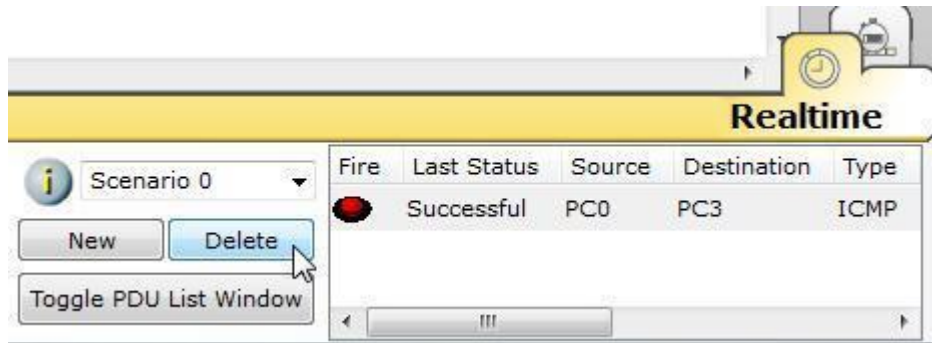 Realtime
i Scenario 0
New Delete
Toggle PDU List Window
Fire Last Status Source Destination Type
Successful PC0 PC3 ICMP